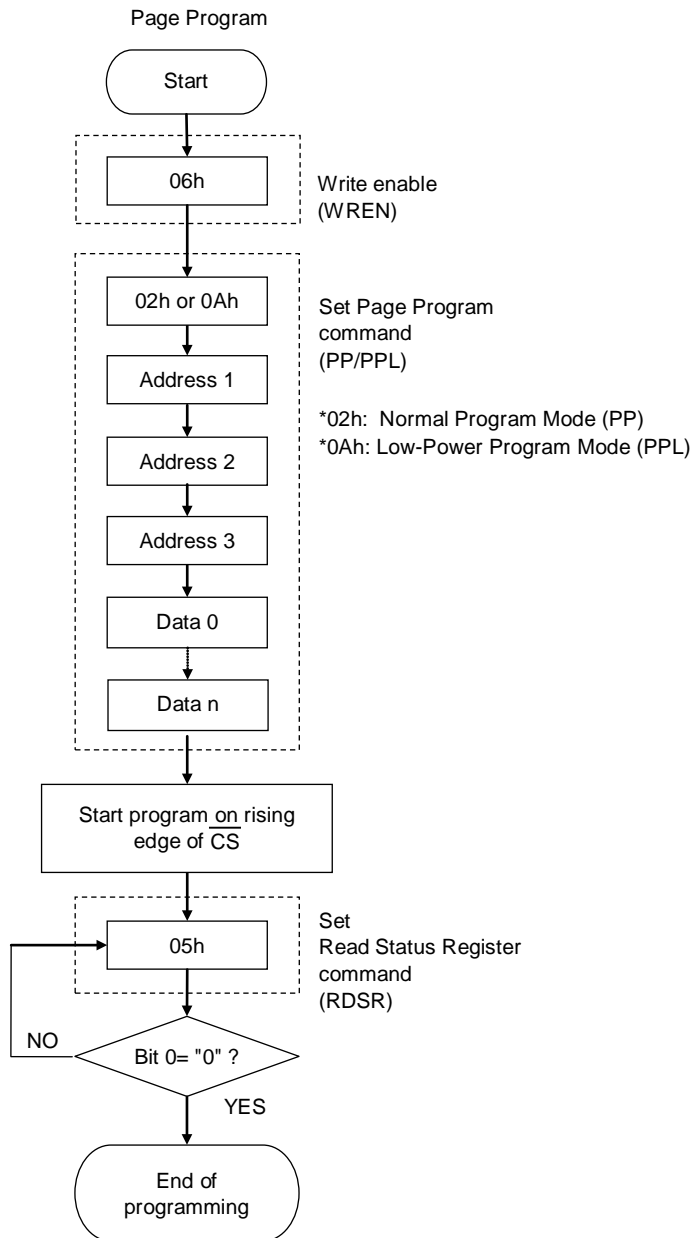 Page Program
Start
06h
Write enable
(WREN)
02h or 0Ah
Set Page Program
command
(PP/PPL)
Address 1
*02h: Normal Program Mode (PP)
*0Ah: Low-Power Program Mode (PPL)
Address 2
Address 3
Data 0
Data n
Start program on rising
edge of C̅S̅
05h
Set
Read Status Register
command
(RDSR)
NO
Bit 0= "0" ?
YES
End of
programming